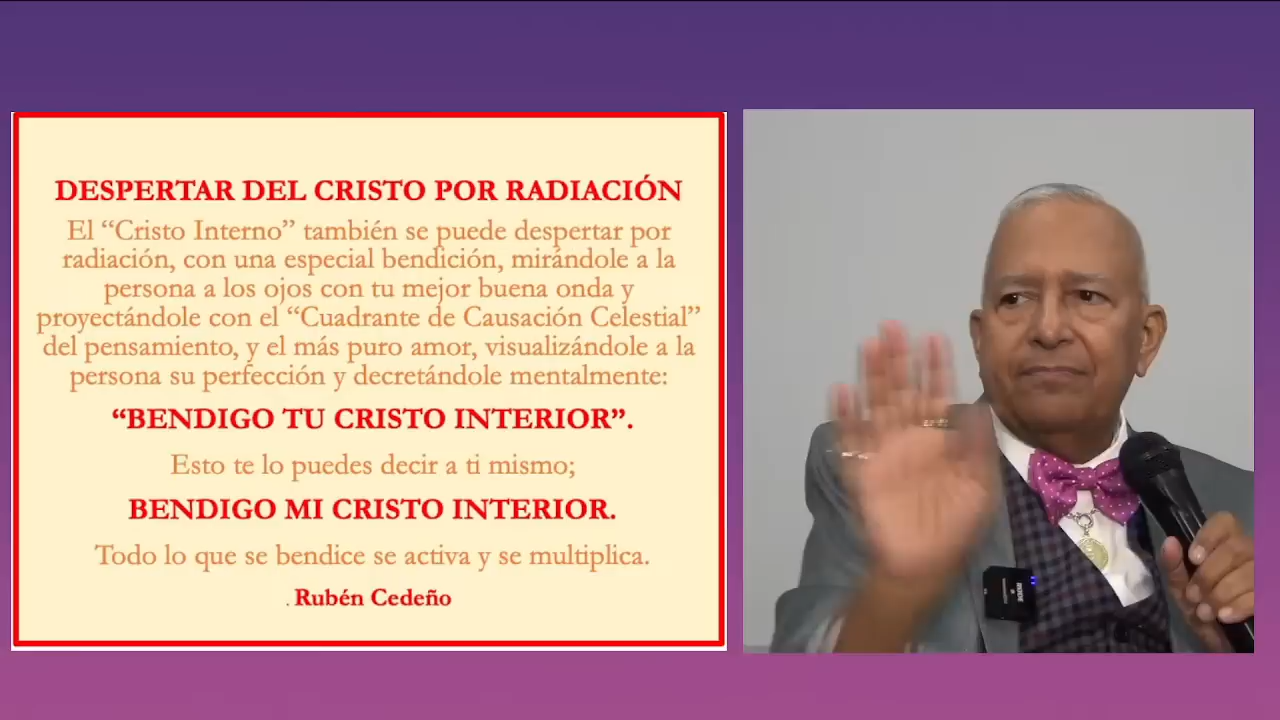 DESPERTAR DEL CRISTO POR RADIACIÓN
El “Cristo Interno” también se puede despertar por
radiación, con una especial bendición, mirándole a la
persona a los ojos con tu mejor buena onda y
proyectándole con el “Cuadrante de Causación Celestial”
del pensamiento, y el más puro amor, visualizándole a la
persona su perfección y decretándole mentalmente:
“BENDIGO TU CRISTO INTERIOR”.
Esto te lo puedes decir a ti mismo;
BENDIGO MI CRISTO INTERIOR.
Todo lo que se bendice se activa y se multiplica.
. Rubén Cedeño
RODE